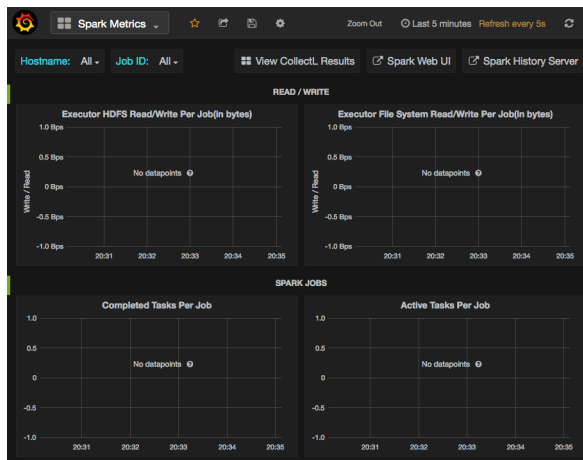 Spark Metrics Zoom Out Last 5 minutes Refresh every 5s
Hostname: All Job ID: All View CollectL Results Spark Web UI Spark History Server
READ / WRITE
Executor HDFS Read/Write Per Job(in bytes)
1.0 Bps
0.5 Bps
0 Bps
-0.5 Bps
-1.0 Bps
Write / Read
No datapoints
20:31 20:32 20:33 20:34 20:35
Executor File System Read/Write Per Job(in bytes)
1.0 Bps
0.5 Bps
0 Bps
-0.5 Bps
-1.0 Bps
Write / Read
No datapoints
20:31 20:32 20:33 20:34 20:35
SPARK JOBS
Completed Tasks Per Job
1.0
0.5
0
-0.5
-1.0
No datapoints
20:31 20:32 20:33 20:34 20:35
Active Tasks Per Job
1.0
0.5
0
-0.5
-1.0
No datapoints
20:31 20:32 20:33 20:34 20:35